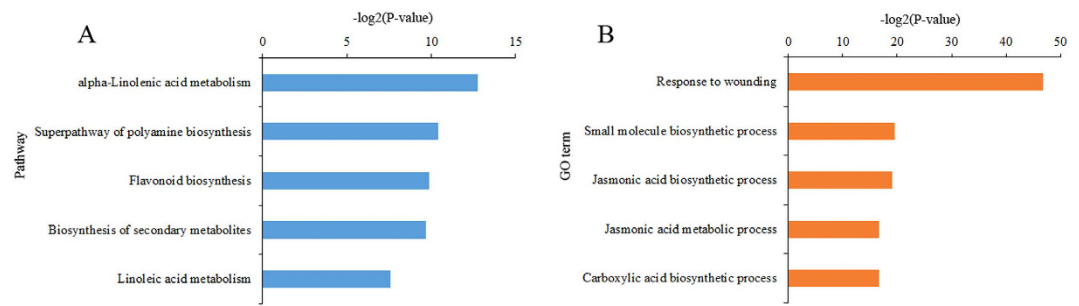 A
-log2(P-value)
0 5 10 15
Pathway
alpha-Linolenic acid metabolism
Superpathway of polyamine biosynthesis
Flavonoid biosynthesis
Biosynthesis of secondary metabolites
Linoleic acid metabolism
B
-log2(P-value)
0 10 20 30 40 50
GO term
Response to wounding
Small molecule biosynthetic process
Jasmonic acid biosynthetic process
Jasmonic acid metabolic process
Carboxylic acid biosynthetic process